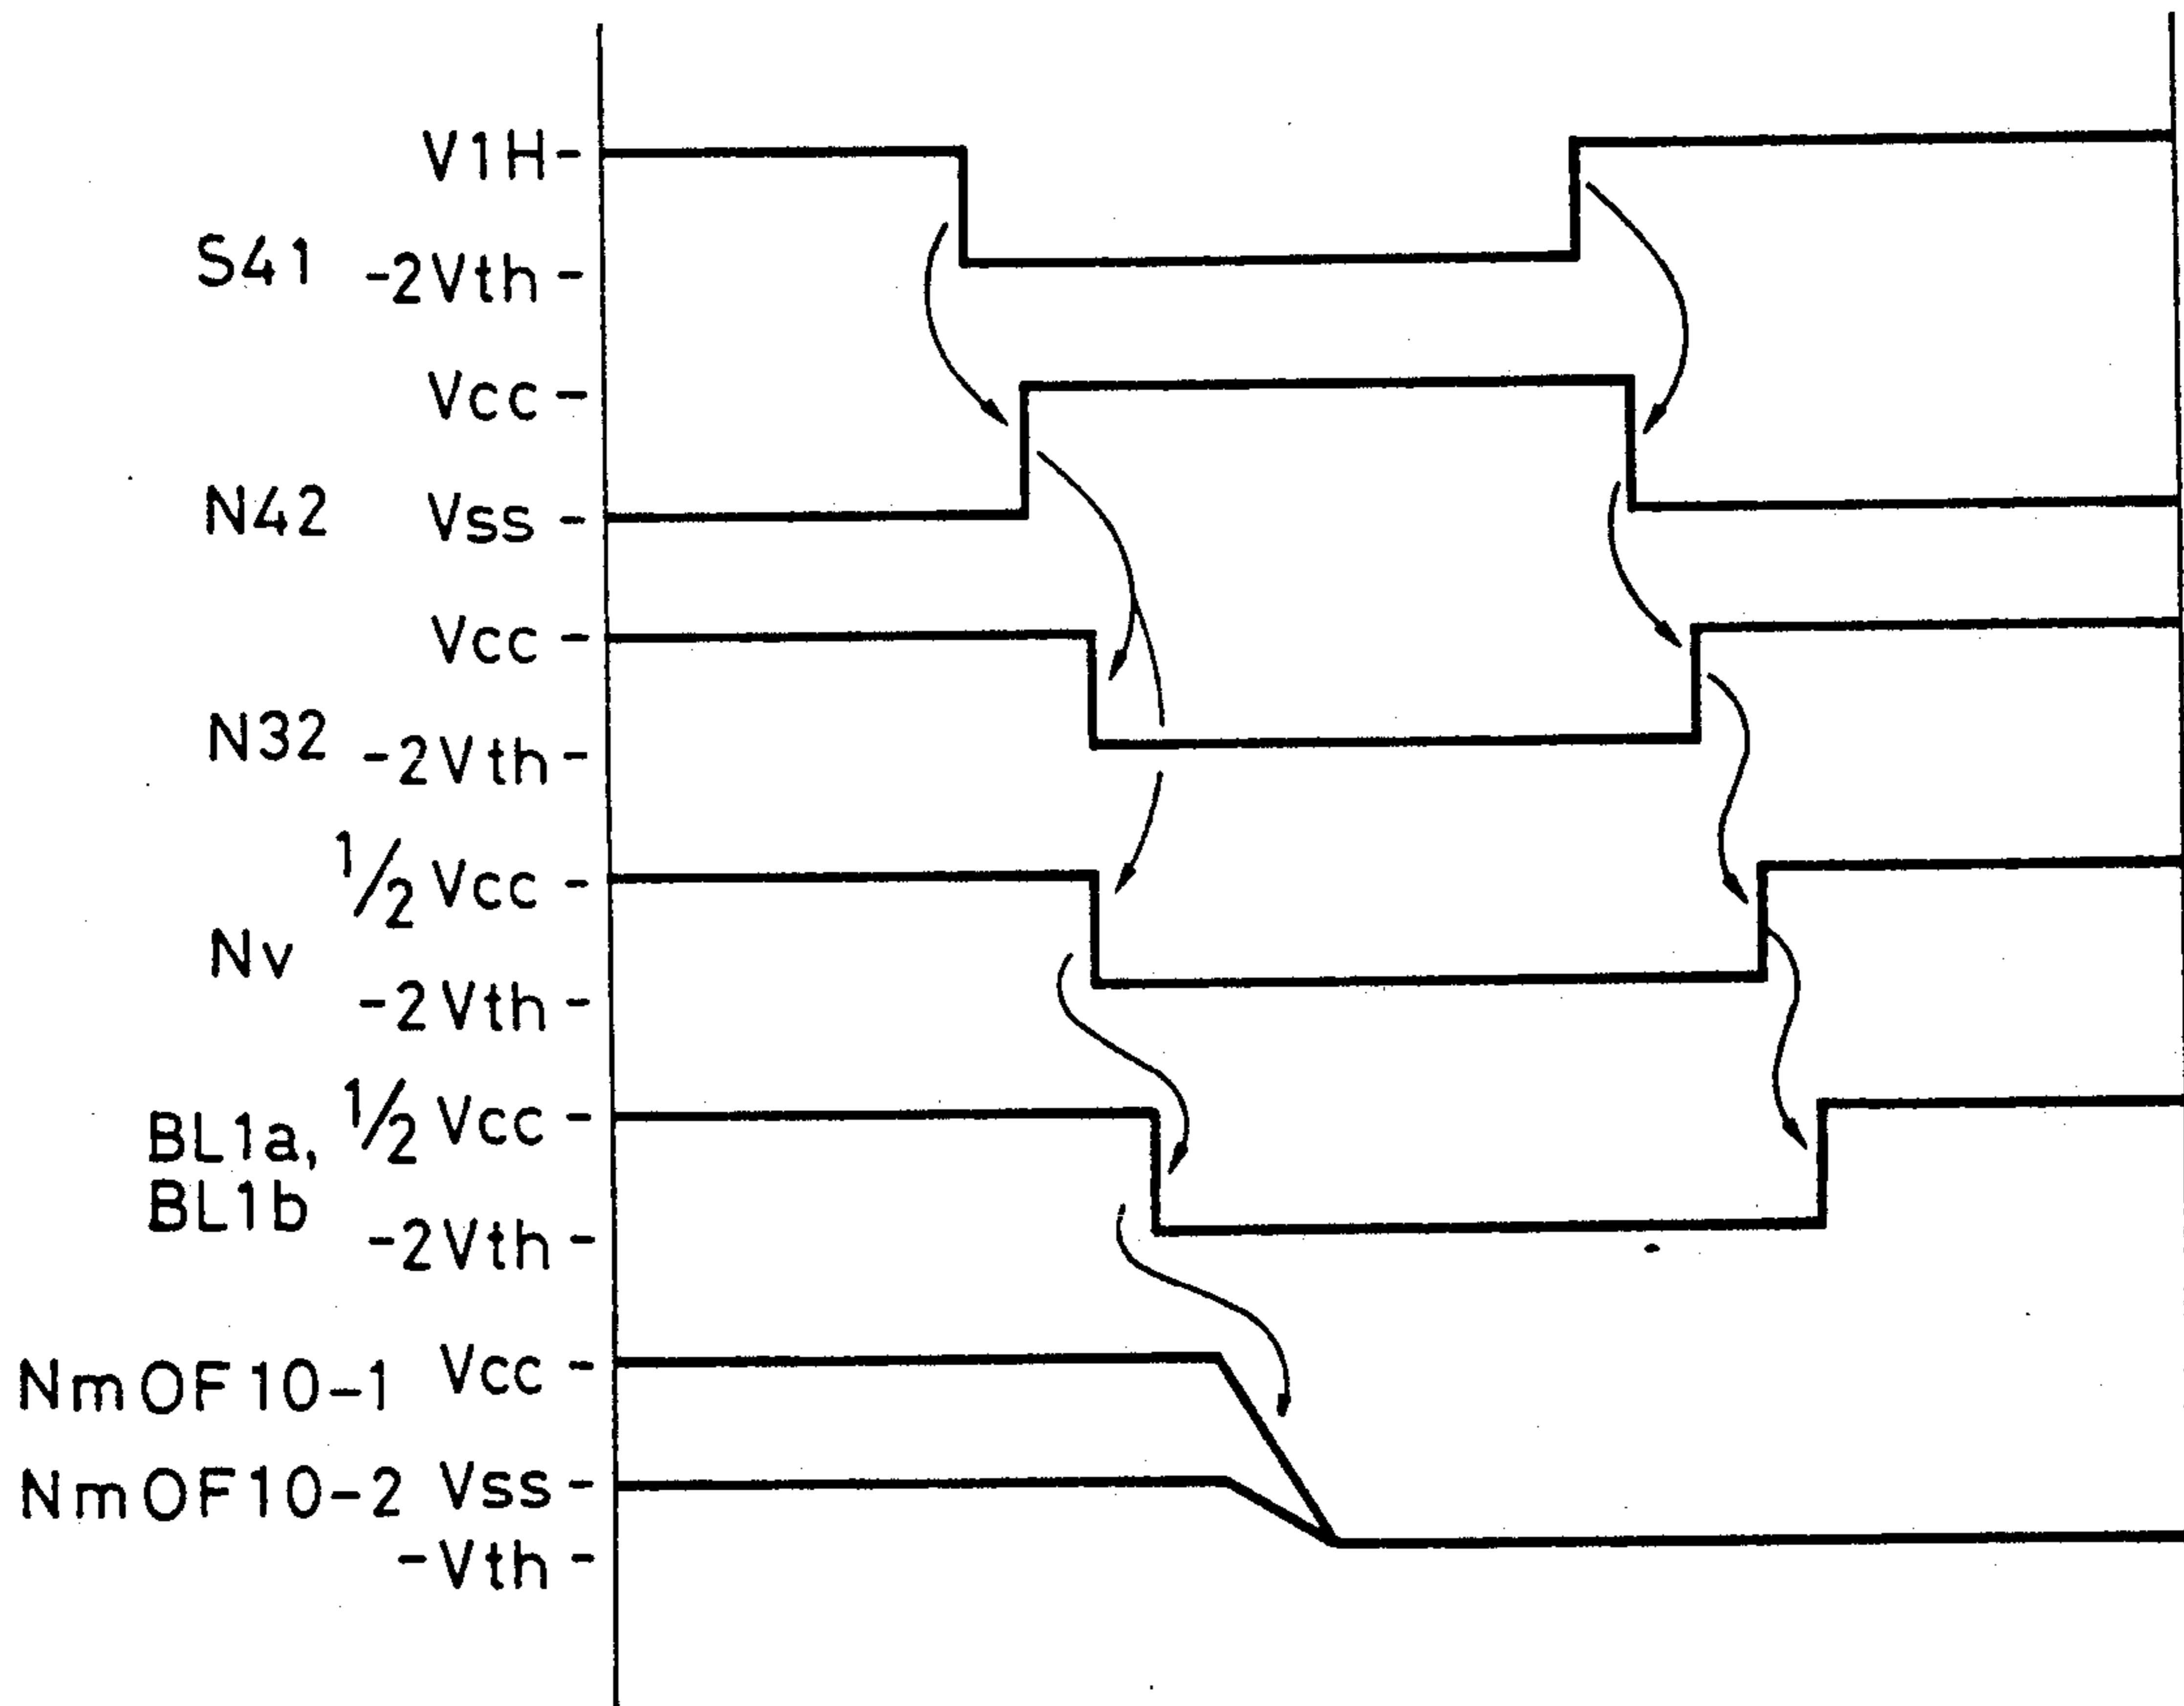 V1H-
S41 -2Vth -
Vcc -
N42 Vss -
Vcc -
N32 -2Vth -
1/2 Vcc -
Nv
-2Vth -
BL1a, 1/2 Vcc -
BL1b
-2Vth -
NmOF10-1 Vcc -
NmOF10-2 Vss -
-Vth -